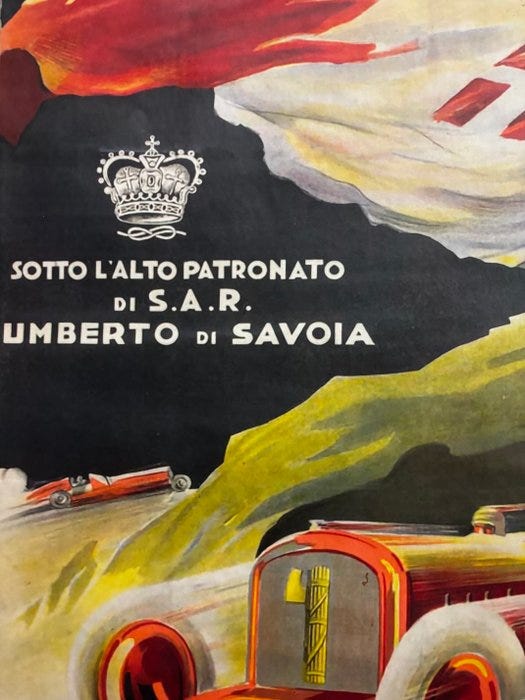 SOTTO L'ALTO PATRONATO
DI S.A.R.
UMBERTO DI SAVOIA